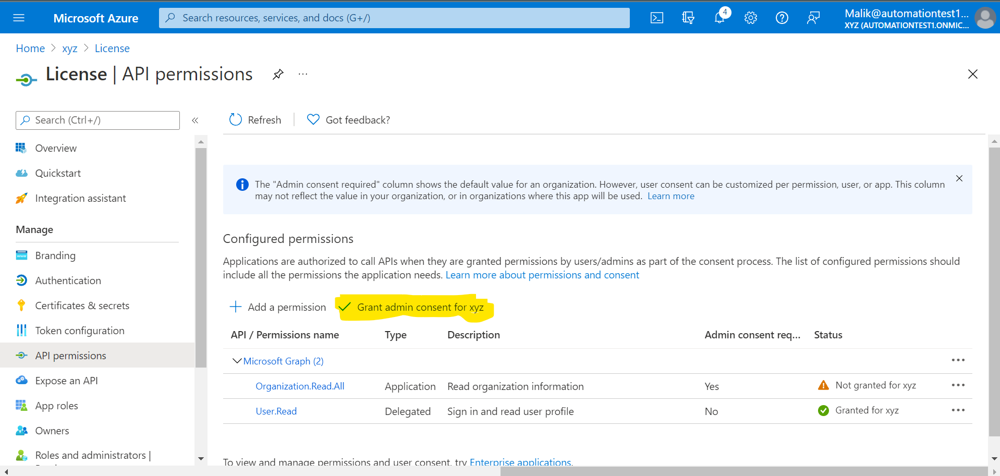 Microsoft Azure
Search resources, services, and docs (G+/)
4
Malik@automationtest1...
XYZ (AUTOMATIONTEST1.ONMIC...
Home > xyz > License
License | API permissions
...
Search (Ctrl+/)
«
Refresh
Got feedback?
Overview
Quickstart
Integration assistant
Manage
Branding
Authentication
Certificates & secrets
Token configuration
API permissions
Expose an API
App roles
Owners
Roles and administrators |
The "Admin consent required" column shows the default value for an organization. However, user consent can be customized per permission, user, or app. This column
may not reflect the value in your organization, or in organizations where this app will be used. Learn more
Configured permissions
Applications are authorized to call APIs when they are granted permissions by users/admins as part of the consent process. The list of configured permissions should
include all the permissions the application needs. Learn more about permissions and consent
Add a permission
Grant admin consent for xyz
API / Permissions name Type Description Admin consent req... Status
Microsoft Graph (2)
Organization.Read.All Application Read organization information Yes Not granted for xyz
User.Read Delegated Sign in and read user profile No Granted for xyz
To view and manage permissions and user consent, try Enterprise applications.